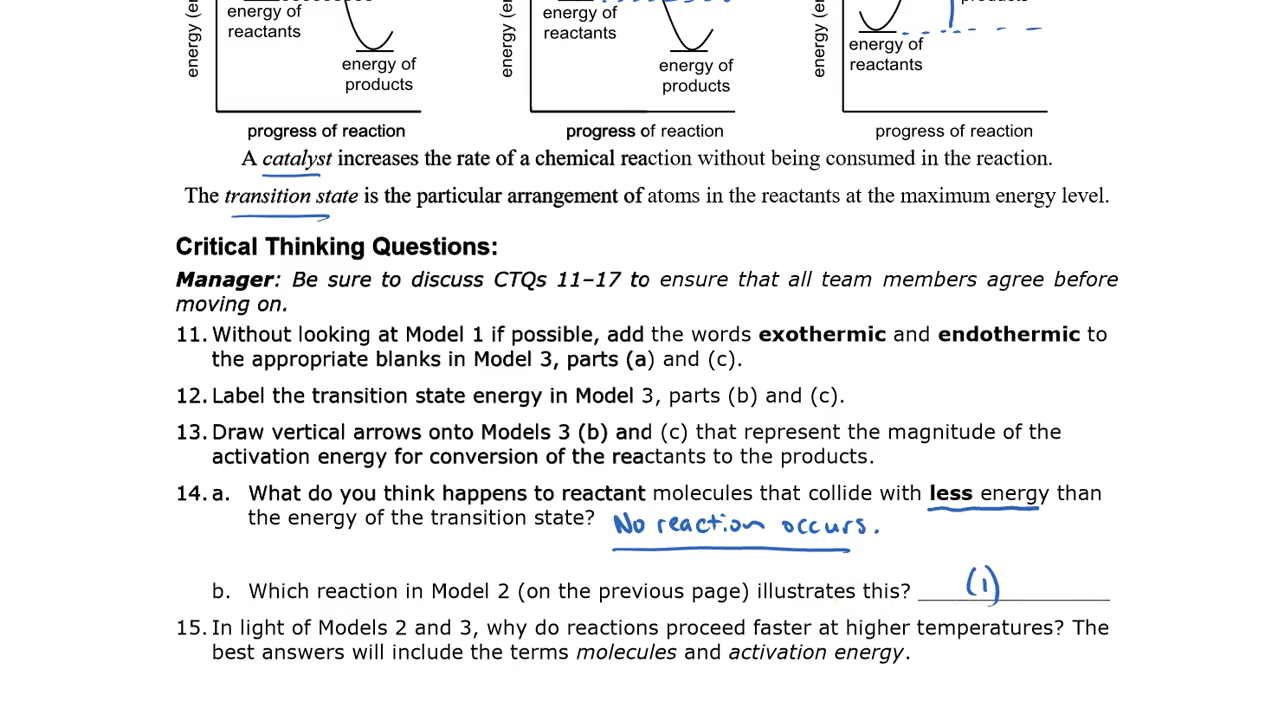 energy (en
energy of
reactants
energy of
products
progress of reaction
energy (en
energy of
reactants
energy of
products
progress of reaction
energy (en
energy of
reactants
progress of reaction
A catalyst increases the rate of a chemical reaction without being consumed in the reaction.
The transition state is the particular arrangement of atoms in the reactants at the maximum energy level.
Critical Thinking Questions:
Manager: Be sure to discuss CTQs 11–17 to ensure that all team members agree before
moving on.
11. Without looking at Model 1 if possible, add the words exothermic and endothermic to
the appropriate blanks in Model 3, parts (a) and (c).
12. Label the transition state energy in Model 3, parts (b) and (c).
13. Draw vertical arrows onto Models 3 (b) and (c) that represent the magnitude of the
activation energy for conversion of the reactants to the products.
14. a. What do you think happens to reactant molecules that collide with less energy than
the energy of the transition state? No reaction occurs.
b. Which reaction in Model 2 (on the previous page) illustrates this? (1)
15. In light of Models 2 and 3, why do reactions proceed faster at higher temperatures? The
best answers will include the terms molecules and activation energy.